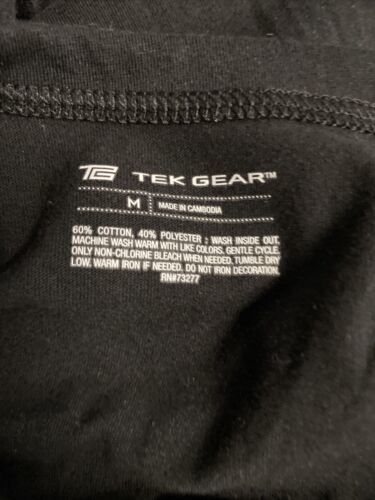 TG TEK GEAR™
M MADE IN CAMBODIA
60% COTTON, 40% POLYESTER : WASH INSIDE OUT.
MACHINE WASH WARM WITH LIKE COLORS. GENTLE CYCLE.
ONLY NON-CHLORINE BLEACH WHEN NEEDED. TUMBLE DRY
LOW. WARM IRON IF NEEDED. DO NOT IRON DECORATION.
RN#73277